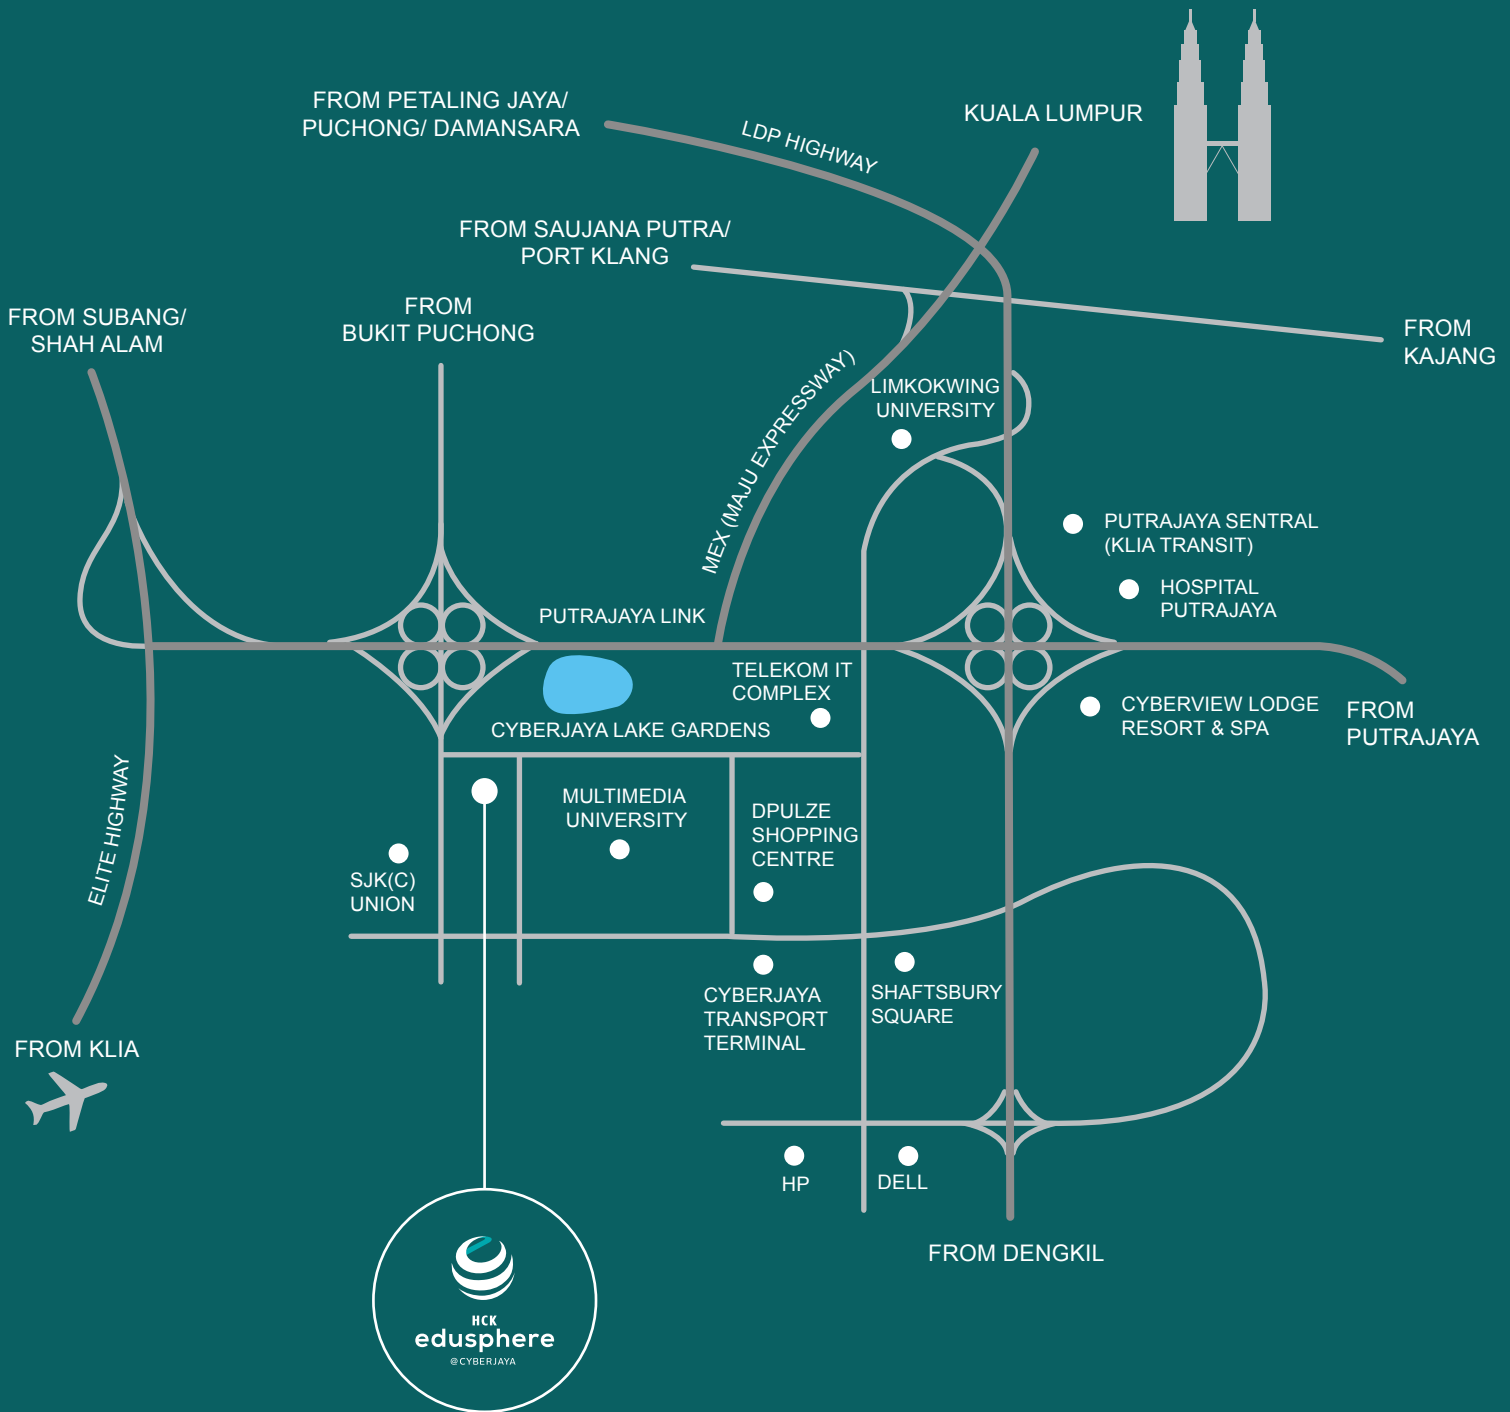 FROM PETALING JAYA/
PUCHONG/ DAMANSARA
LDP HIGHWAY
KUALA LUMPUR
FROM SAUJANA PUTRA/
PORT KLANG
FROM SUBANG/
SHAH ALAM
FROM
BUKIT PUCHONG
FROM
KAJANG
MEX (MAJU EXPRESSWAY)
LIMKOKWING
UNIVERSITY
PUTRAJAYA SENTRAL
(KLIA TRANSIT)
HOSPITAL
PUTRAJAYA
PUTRAJAYA LINK
TELEKOM IT
COMPLEX
CYBERJAYA LAKE GARDENS
CYBERVIEW LODGE
RESORT & SPA
FROM
PUTRAJAYA
ELITE HIGHWAY
MULTIMEDIA
UNIVERSITY
DPULZE
SHOPPING
CENTRE
SJK(C)
UNION
CYBERJAYA
TRANSPORT
TERMINAL
SHAFTSBURY
SQUARE
FROM KLIA
HP
DELL
FROM DENGKIL
HCK
edusphere
@CYBERJAYA